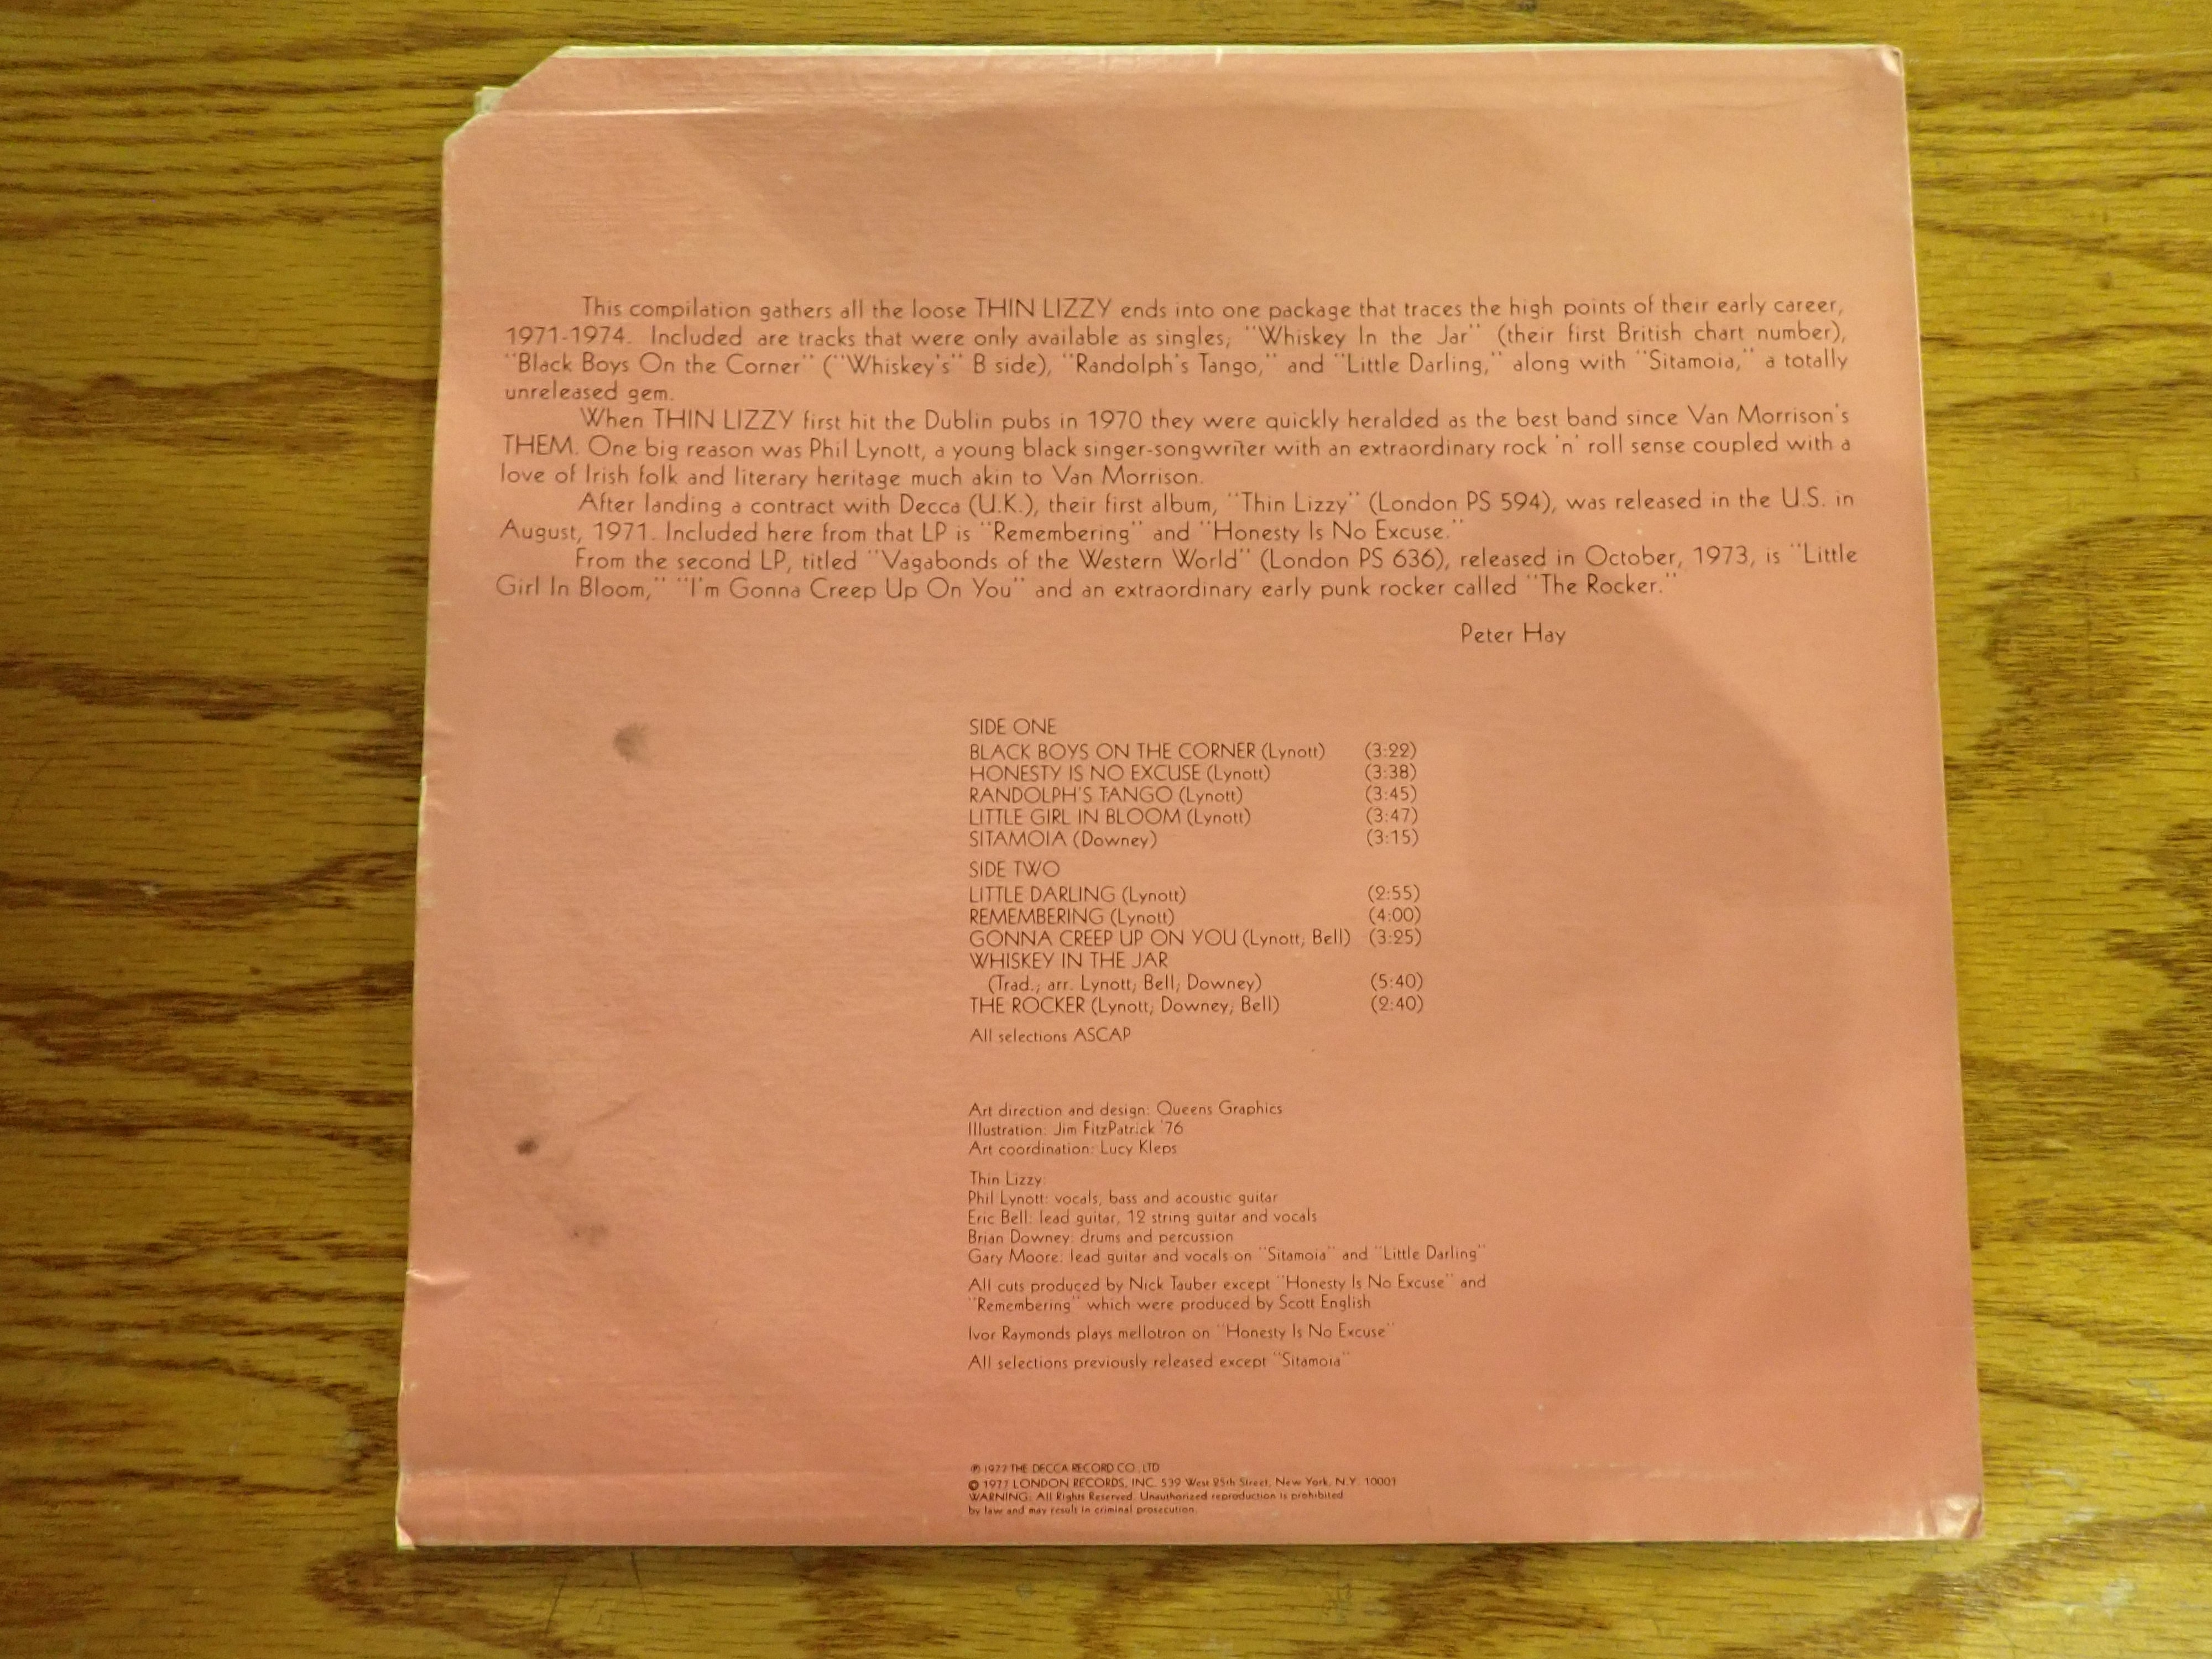 This compilation gathers all the loose THIN LIZZY ends into one package that traces the high points of their early career,
1971-1974. Included are tracks that were only available as singles; "Whiskey In the Jar" (their first British chart number),
"Black Boys On the Corner" ("Whiskey's" B side), "Randolph's Tango," and "Little Darling," along with "Sitamoia," a totally
unreleased gem.
When THIN LIZZY first hit the Dublin pubs in 1970 they were quickly heralded as the best band since Van Morrison's
THEM. One big reason was Phil Lynott, a young black singer-songwriter with an extraordinary rock 'n' roll sense coupled with a
love of Irish folk and literary heritage much akin to Van Morrison.
After landing a contract with Decca (U.K.), their first album, "Thin Lizzy" (London PS 594), was released in the U.S. in
August, 1971. Included here from that LP is "Remembering" and "Honesty Is No Excuse."
From the second LP, titled "Vagabonds of the Western World" (London PS 636), released in October, 1973, is "Little
Girl In Bloom," "I'm Gonna Creep Up On You" and an extraordinary early punk rocker called "The Rocker."
Peter Hay
SIDE ONE
BLACK BOYS ON THE CORNER (Lynott) (3:22)
HONESTY IS NO EXCUSE (Lynott) (3:38)
RANDOLPH'S TANGO (Lynott) (3:45)
LITTLE GIRL IN BLOOM (Lynott) (3:47)
SITAMOIA (Downey) (3:15)
SIDE TWO
LITTLE DARLING (Lynott) (2:55)
REMEMBERING (Lynott) (4:00)
GONNA CREEP UP ON YOU (Lynott; Bell) (3:25)
WHISKEY IN THE JAR
(Trad.; arr. Lynott; Bell; Downey) (5:40)
THE ROCKER (Lynott; Downey; Bell) (2:40)
All selections ASCAP
Art direction and design: Queens Graphics
Illustration: Jim FitzPatrick '76
Art coordination: Lucy Kleps
Thin Lizzy:
Phil Lynott: vocals, bass and acoustic guitar
Eric Bell: lead guitar, 12 string guitar and vocals
Brian Downey: drums and percussion
Gary Moore: lead guitar and vocals on "Sitamoia" and "Little Darling"
All cuts produced by Nick Tauber except "Honesty Is No Excuse" and
"Remembering" which were produced by Scott English
Ivor Raymonds plays mellotron on "Honesty Is No Excuse"
All selections previously released except "Sitamoia"
℗ 1977 THE DECCA RECORD CO. LTD
© 1977 LONDON RECORDS, INC. 539 West 25th Street, New York, N.Y. 10001
WARNING: All Rights Reserved. Unauthorized reproduction is prohibited
by law and may result in criminal prosecution.